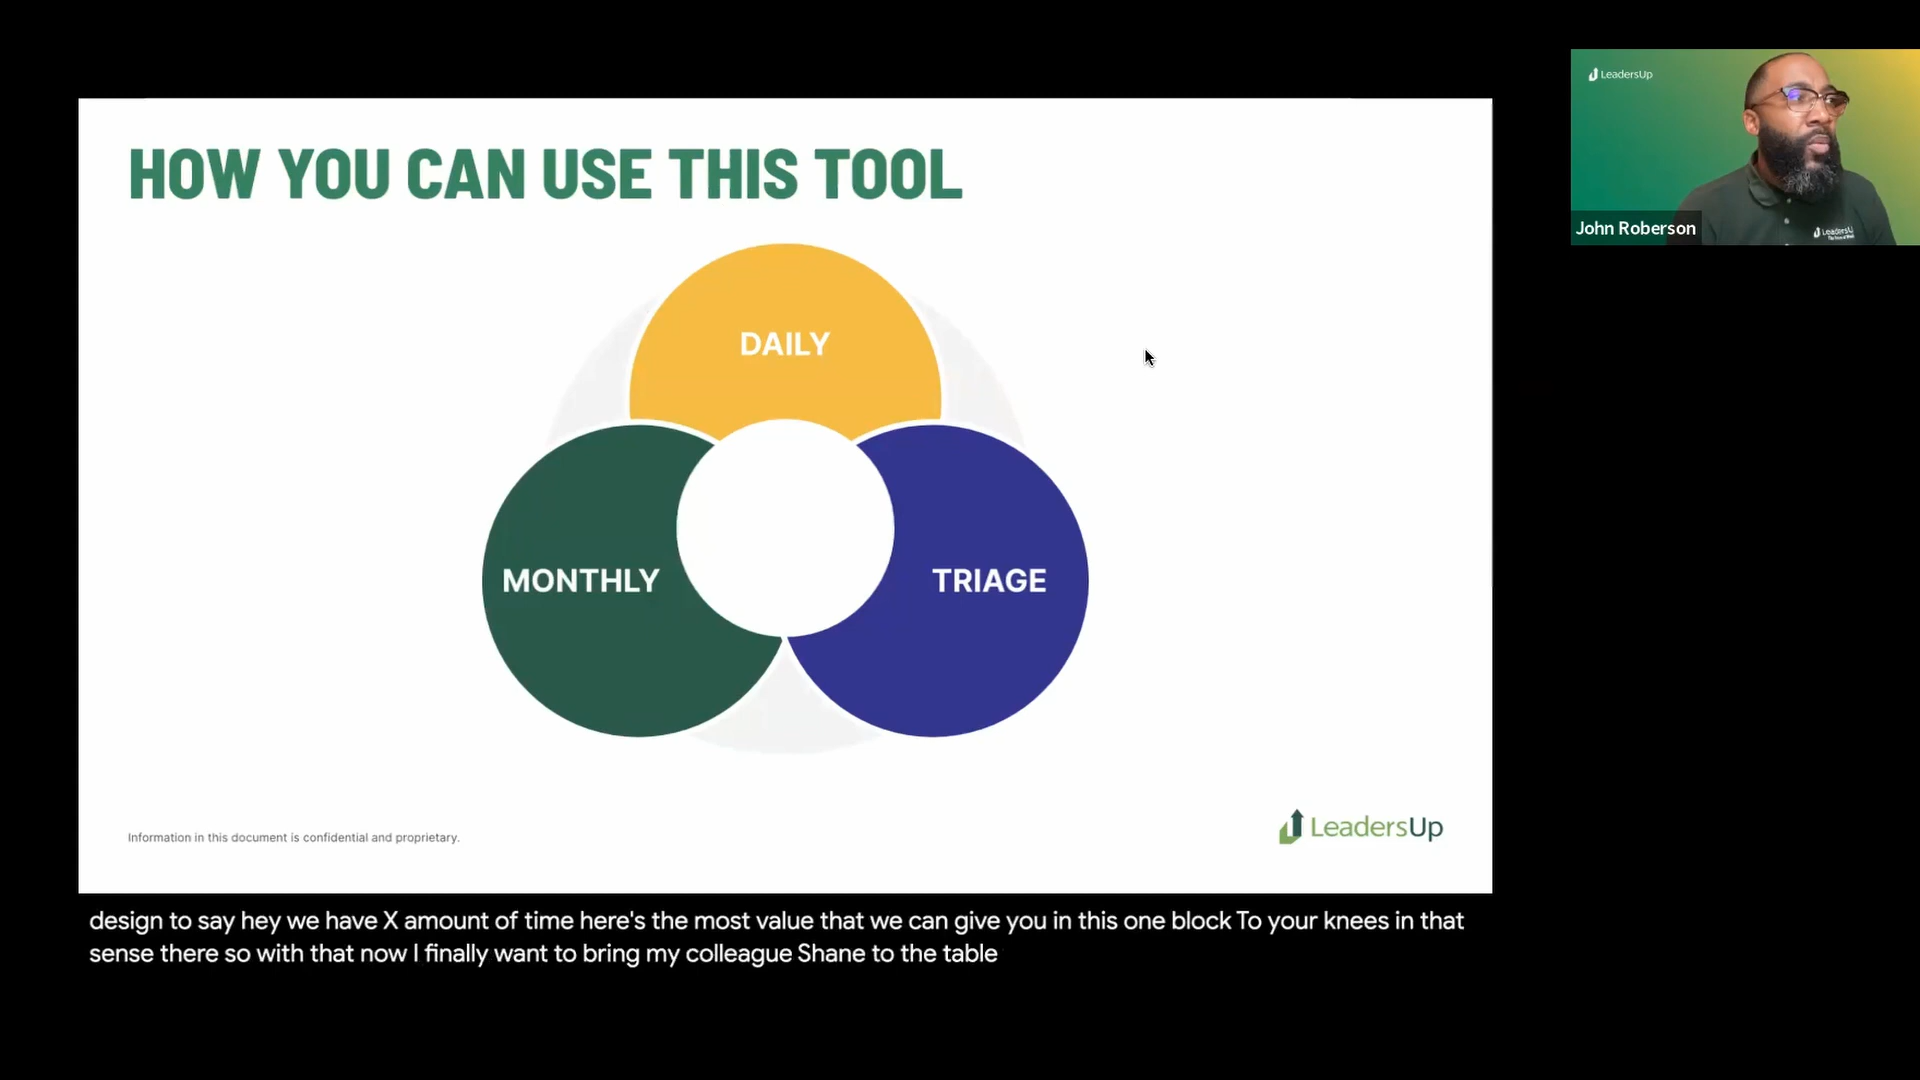 HOW YOU CAN USE THIS TOOL
DAILY
MONTHLY
TRIAGE
Information in this document is confidential and proprietary.
LeadersUp
LeadersUp
John Roberson
design to say hey we have X amount of time here's the most value that we can give you in this one block To your knees in that
sense there so with that now I finally want to bring my colleague Shane to the table